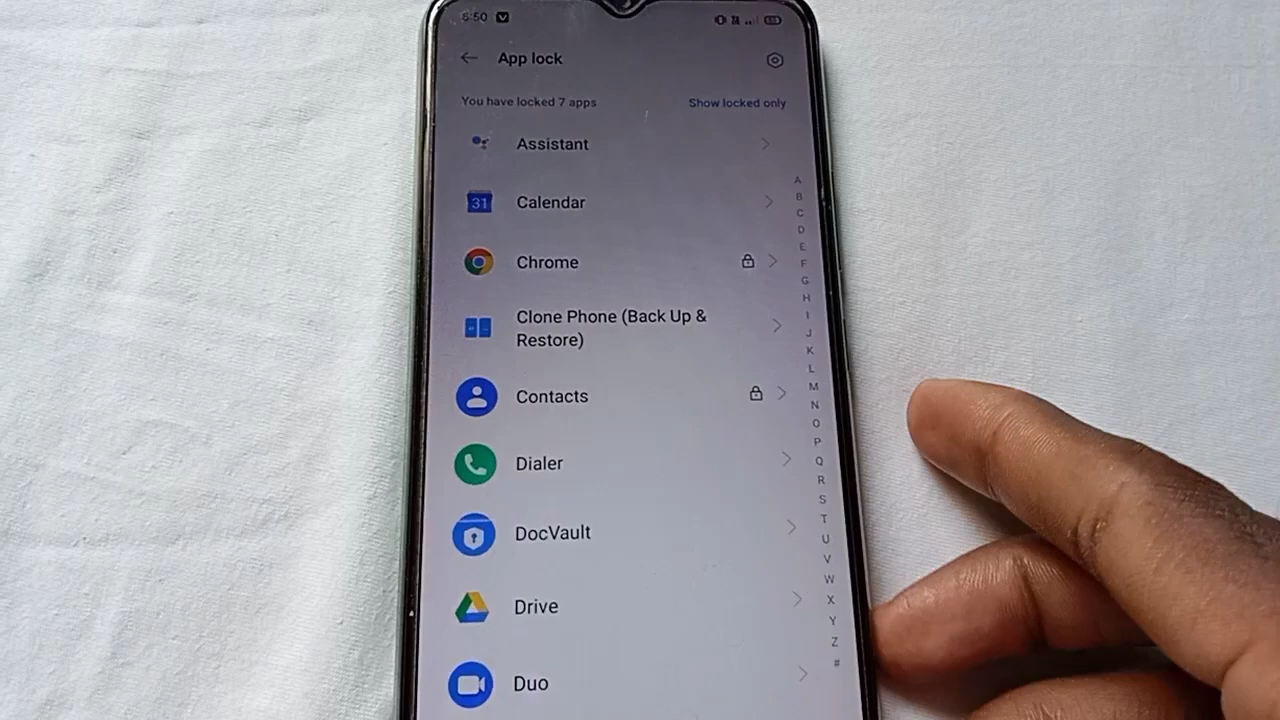 5:50
App lock
You have locked 7 apps
Show locked only
Assistant
31
Calendar
Chrome
Clone Phone (Back Up &
Restore)
Contacts
Dialer
DocVault
Drive
Duo
A
B
C
D
E
F
G
H
I
J
K
L
M
N
O
P
Q
R
S
T
U
V
W
X
Y
Z
#